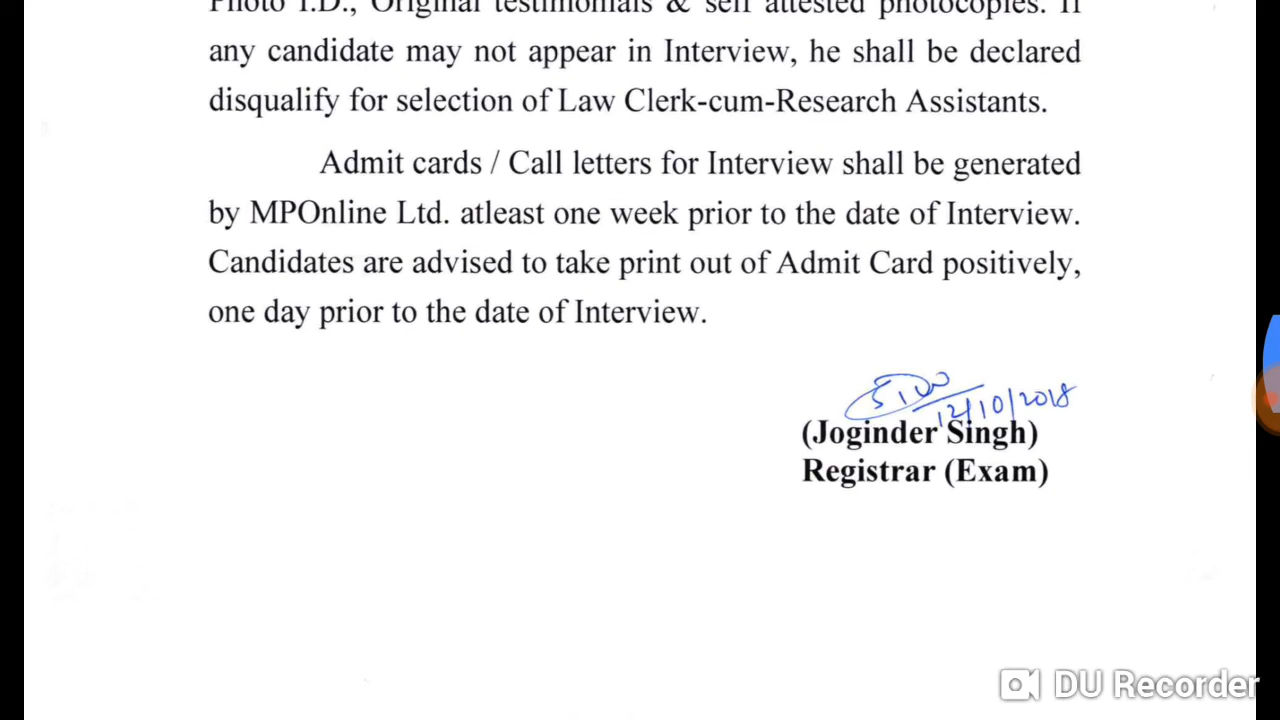 Photo I.D., Original testimonials & self attested photocopies. If
any candidate may not appear in Interview, he shall be declared
disqualify for selection of Law Clerk-cum-Research Assistants.
Admit cards / Call letters for Interview shall be generated
by MPOnline Ltd. atleast one week prior to the date of Interview.
Candidates are advised to take print out of Admit Card positively,
one day prior to the date of Interview.
12/10/2018
(Joginder Singh)
Registrar (Exam)
DU Recorder